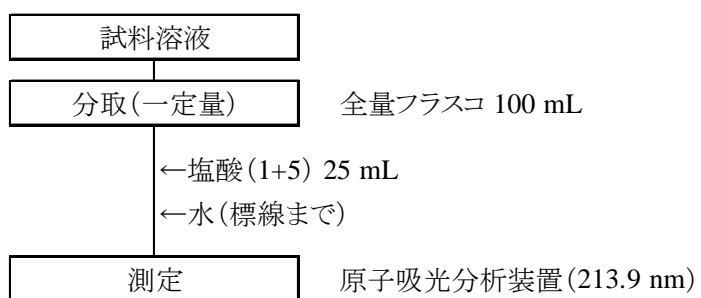 試料溶液
分取(一定量) 全量フラスコ 100 mL
←塩酸(1+5) 25 mL
←水(標線まで)
測定 原子吸光分析装置(213.9 nm)